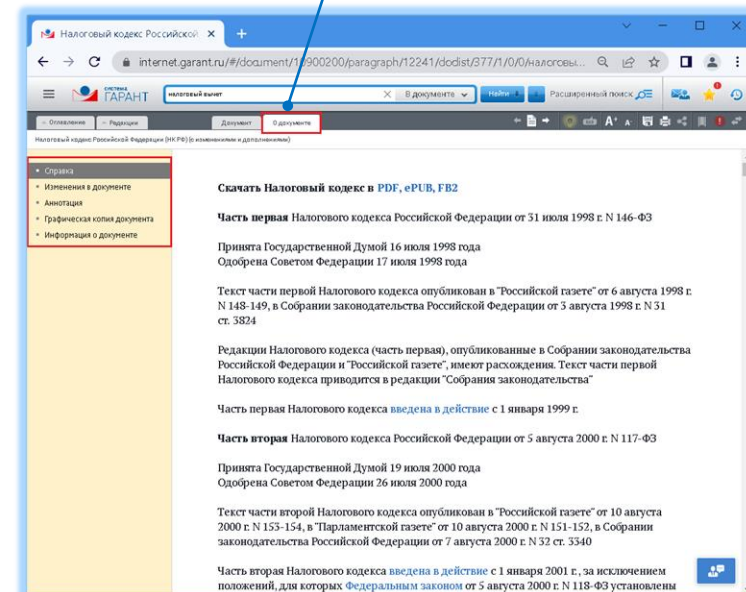 Налоговый кодекс Российской
internet.garant.ru/#/document/10900200/paragraph/12241/dodist/377/1/0/0/налоговы...
СИСТЕМА
ГАРАНТ
налоговый вычет
В документе
Найти
Расширенный поиск
Оглавление
Редакции
Документ
О документе
Налоговый кодекс Российской Федерации (НК РФ) (с изменениями и дополнениями)
Справка
Изменения в документе
Аннотация
Графическая копия документа
Информация о документе
Скачать Налоговый кодекс в PDF, ePUB, FB2
Часть первая Налогового кодекса Российской Федерации от 31 июля 1998 г. N 146-ФЗ
Принята Государственной Думой 16 июля 1998 года
Одобрена Советом Федерации 17 июля 1998 года
Текст части первой Налогового кодекса опубликован в "Российской газете" от 6 августа 1998 г.
N 148-149, в Собрании законодательства Российской Федерации от 3 августа 1998 г. N 31
ст. 3824
Редакции Налогового кодекса (часть первая), опубликованные в Собрании законодательства
Российской Федерации и "Российской газете", имеют расхождения. Текст части первой
Налогового кодекса приводится в редакции "Собрания законодательства"
Часть первая Налогового кодекса введена в действие с 1 января 1999 г.
Часть вторая Налогового кодекса Российской Федерации от 5 августа 2000 г. N 117-ФЗ
Принята Государственной Думой 19 июля 2000 года
Одобрена Советом Федерации 26 июля 2000 года
Текст части второй Налогового кодекса опубликован в "Российской газете" от 10 августа
2000 г. N 153-154, в "Парламентской газете" от 10 августа 2000 г. N 151-152, в Собрании
законодательства Российской Федерации от 7 августа 2000 г. N 32 ст. 3340
Часть вторая Налогового кодекса введена в действие с 1 января 2001 г., за исключением
положений, для которых Федеральным законом от 5 августа 2000 г. N 118-ФЗ установлены